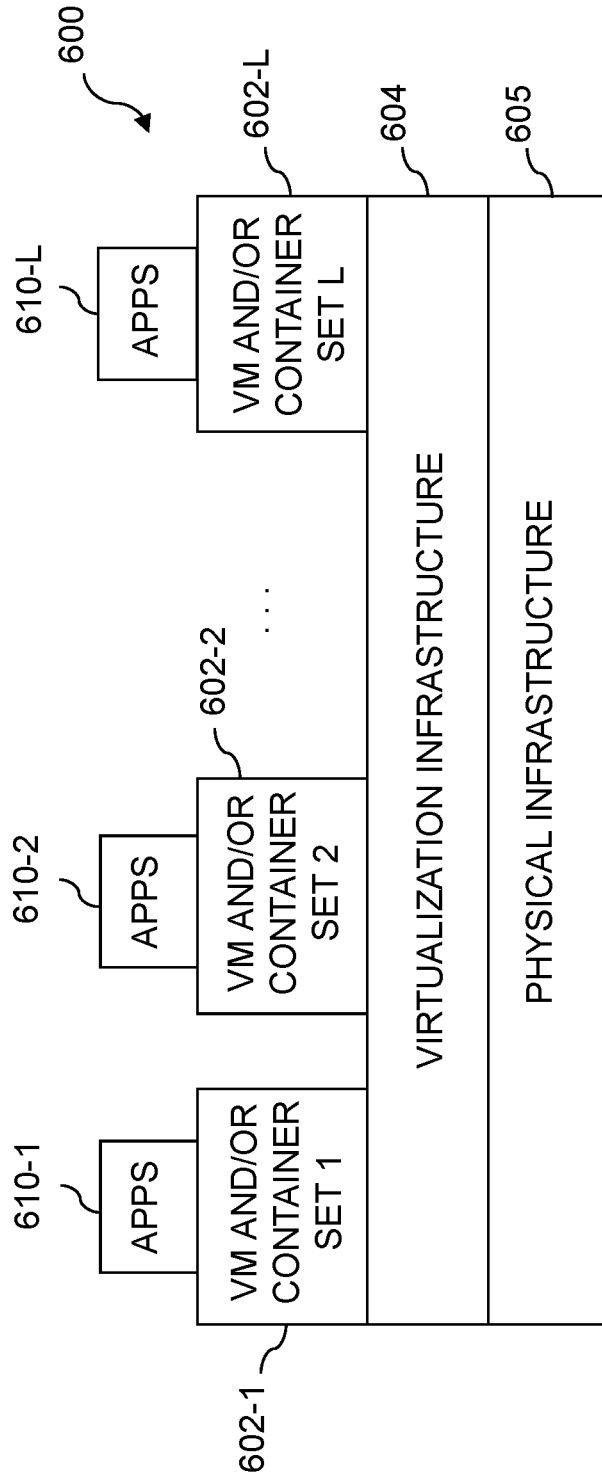 600
610-1
610-2
610-L
APPS
APPS
APPS
602-1
VM AND/OR
CONTAINER
SET 1
VM AND/OR
CONTAINER
SET 2
602-2
. . .
VM AND/OR
CONTAINER
SET L
602-L
VIRTUALIZATION INFRASTRUCTURE
604
PHYSICAL INFRASTRUCTURE
605